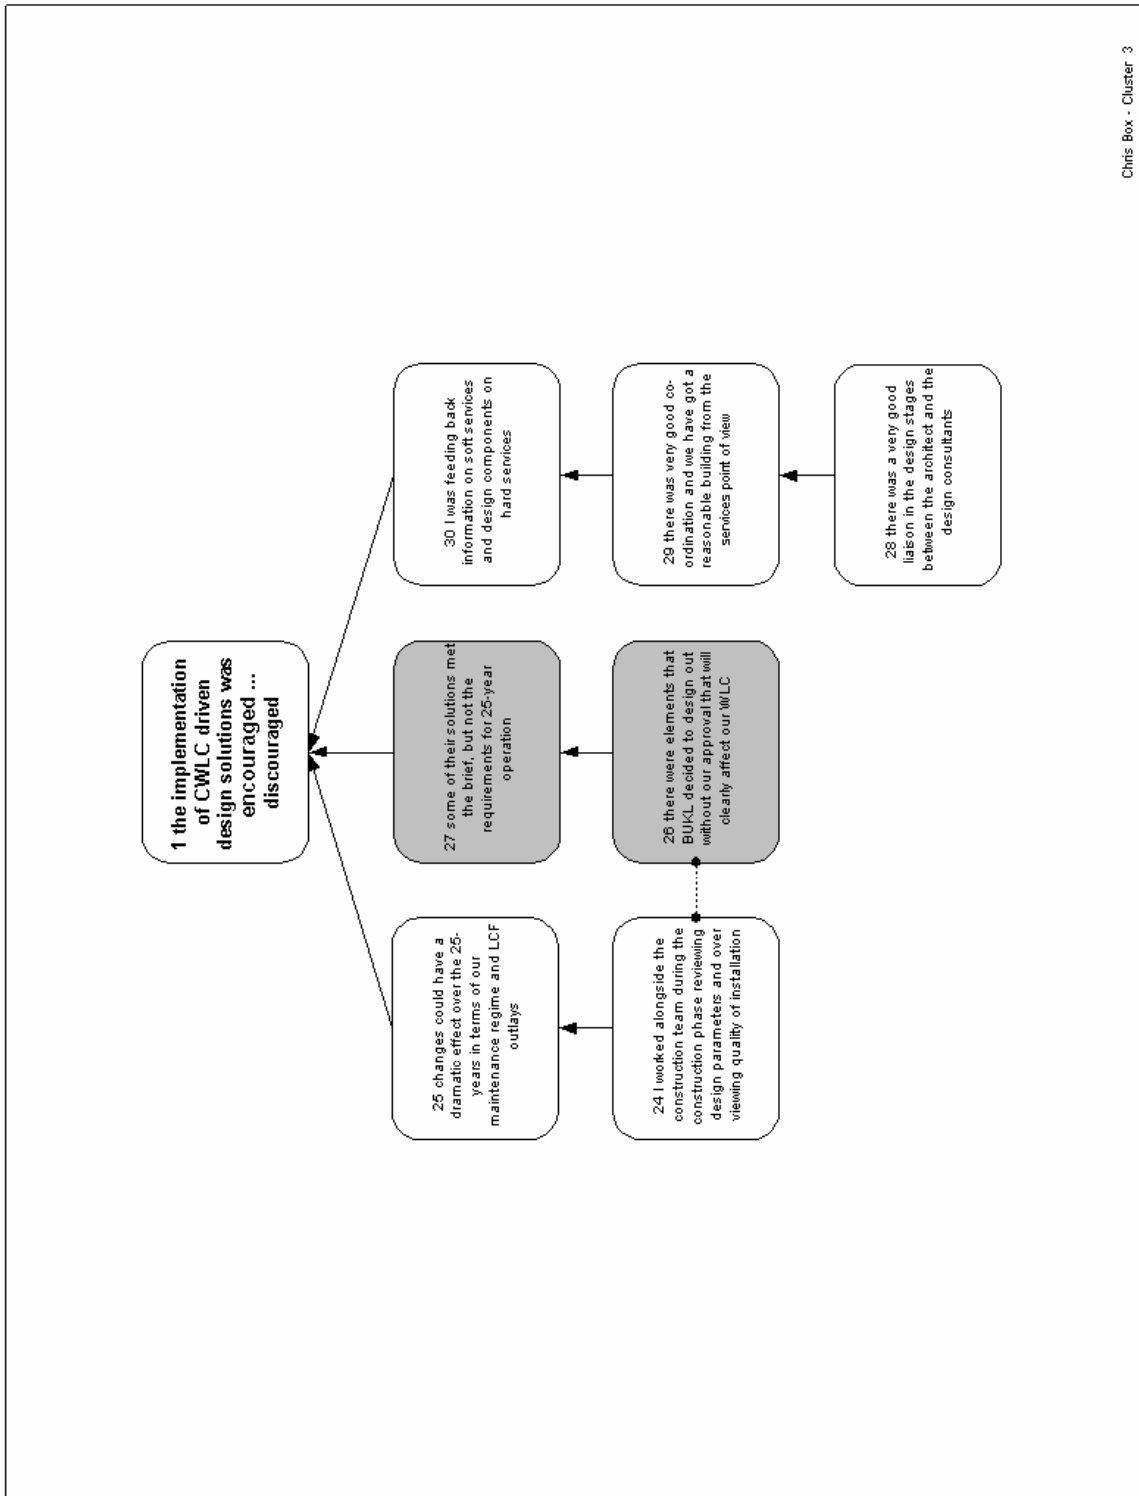 1 the implementation
of CWLC driven
design solutions was
encouraged ...
discouraged
25 changes could have a
dramatic effect over the 25-
years in terms of our
maintenance regime and LCF
outlays
27 some of their solutions met
the brief, but not the
requirements for 25-year
operation
30 I was feeding back
information on soft services
and design components on
hard services
24 I worked alongside the
construction team during the
construction phase reviewing
design parameters and over
viewing quality of installation
26 there were elements that
BUKL decided to design out
without our approval that will
clearly affect our WLC
29 there was very good co-
ordination and we have got a
reasonable building from the
services point of view
28 there was a very good
liaison in the design stages
between the architect and the
design consultants
Chris Box - Cluster 3